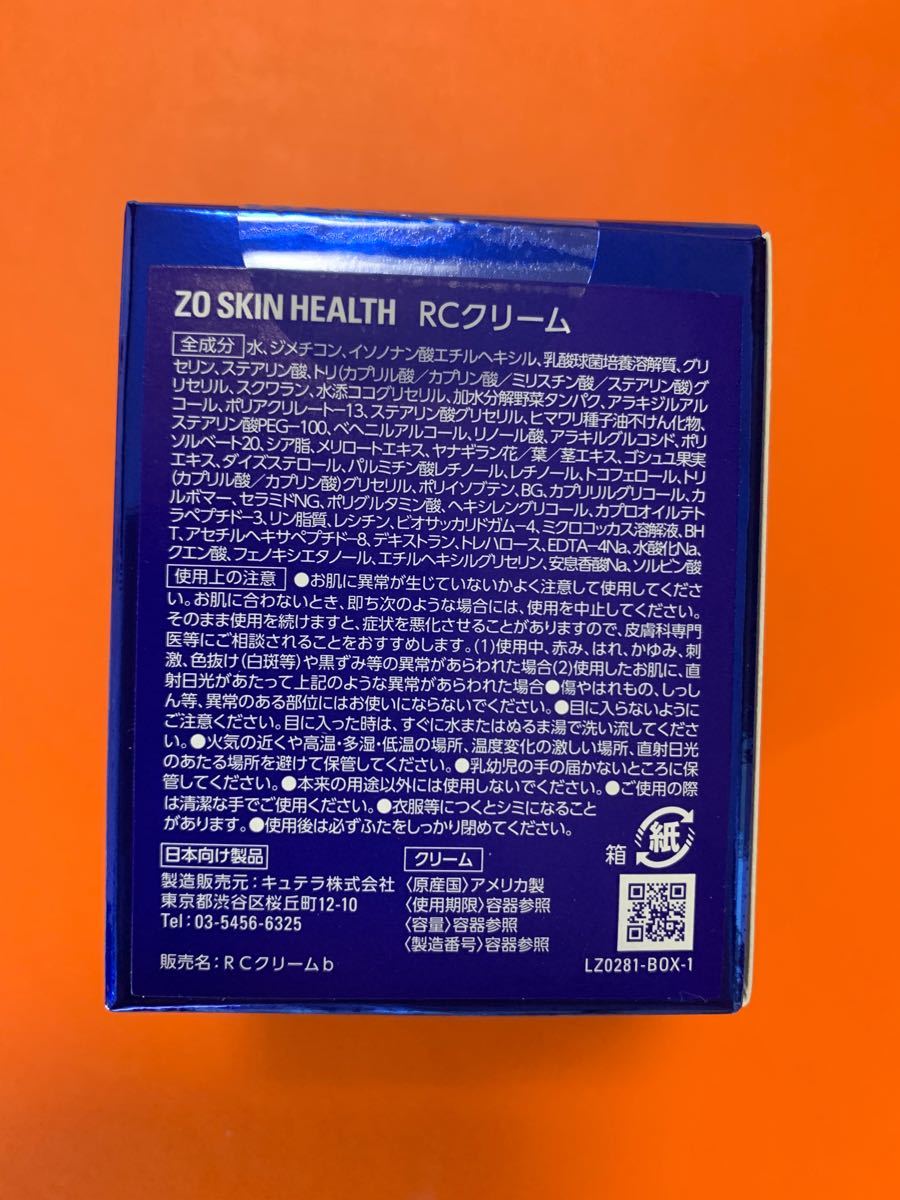 ZO SKIN HEALTH RCクリーム
全成分 水、ジメチコン、イソノナン酸エチルヘキシル、乳酸球菌培養溶解質、グリ
セリン、ステアリン酸、トリ(カプリル酸/カプリン酸/ミリスチン酸/ステアリン酸)グ
リセリル、スクワラン、水添ココグリセリル、加水分解野菜タンパク、アラキジルアル
コール、ポリアクリレート-13、ステアリン酸グリセリル、ヒマワリ種子油不けん化物、
ステアリン酸PEG-100、ベヘニルアルコール、リノール酸、アラキルグルコシド、ポリ
ソルベート20、シア脂、メリロートエキス、ヤナギラン花/葉/茎エキス、ゴシュユ果実
エキス、ダイズステロール、パルミチン酸レチノール、レチノール、トコフェロール、トリ
(カプリル酸/カプリン酸)グリセリル、ポリイソブテン、BG、カプリリルグリコール、カ
ルボマー、セラミドNG、ポリグルタミン酸、ヘキシレングリコール、カプロオイルテト
ラペプチド-3、リン脂質、レシチン、ビオサッカリドガム-4、ミクロコッカス溶解液、BH
T、アセチルヘキサペプチド-8、デキストラン、トレハロース、EDTA-4Na、水酸化Na、
クエン酸、フェノキシエタノール、エチルヘキシルグリセリン、安息香酸Na、ソルビン酸
使用上の注意 ●お肌に異常が生じていないかよく注意して使用してくださ
い。お肌に合わないとき、即ち次のような場合には、使用を中止してください。
そのまま使用を続けますと、症状を悪化させることがありますので、皮膚科専門
医等にご相談されることをおすすめします。(1)使用中、赤み、はれ、かゆみ、刺
激、色抜け(白斑等)や黒ずみ等の異常があらわれた場合(2)使用したお肌に、直
射日光があたって上記のような異常があらわれた場合●傷やはれもの、しっし
ん等、異常のある部位にはお使いにならないでください。●目に入らないように
ご注意ください。目に入った時は、すぐに水またはぬるま湯で洗い流してくださ
い。●火気の近くや高温・多湿・低温の場所、温度変化の激しい場所、直射日光
のあたる場所を避けて保管してください。●乳幼児の手の届かないところに保
管してください。●本来の用途以外には使用しないでください。●ご使用の際
は清潔な手でご使用ください。●衣服等につくとシミになること
があります。●使用後は必ずふたをしっかり閉めてください。
箱 紙
日本向け製品
製造販売元:キュテラ株式会社
東京都渋谷区桜丘町12-10
Tel:03-5456-6325
販売名:RCクリームb
クリーム
〈原産国〉アメリカ製
〈使用期限〉容器参照
〈容量〉容器参照
〈製造番号〉容器参照
LZ0281-BOX-1